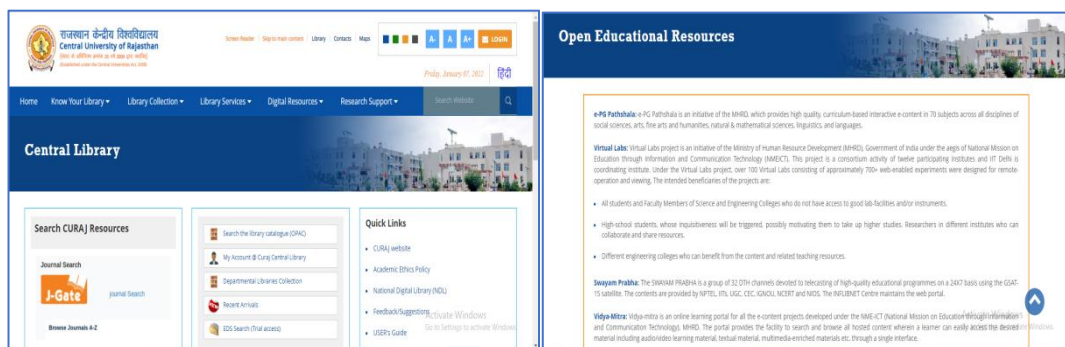 राजस्थान केन्द्रीय विश्वविद्यालय
Central University of Rajasthan
Screen Reader
Skip to main content
Library
Contacts
Maps
A-
A
A+
LOGIN
Friday, January 07, 2022
हिंदी
Home
Know Your Library
Library Collection
Library Services
Digital Resources
Research Support
Search Website
Central Library
Search CURAJ Resources
Journal Search
J-Gate
Journal Search
Browse Journals A-Z
Search the library catalogue (OPAC)
My Account @ Curaj Central Library
Departmental Libraries Collection
Recent Arrivals
EDS Search (Trial access)
Quick Links
CURAJ website
Academic Ethics Policy
National Digital Library (NDL)
Feedback/Suggestions
USER's Guide
Activate Windows
Go to Settings to activate Windows
Open Educational Resources
e-PG Pathshala: e-PG Pathshala is an initiative of the MHRD, which provides high quality, curriculum-based interactive e-content in 70 subjects across all disciplines of
social sciences, arts, fine arts and humanities, natural & mathematical sciences, linguistics, and languages.
Virtual Labs: Virtual Labs project is an initiative of the Ministry of Human Resource Development (MHRD), Government of India under the aegis of National Mission on
Education through Information and Communication Technology (NMEICT). This project is a consortium activity of twelve participating institutes and IIT Delhi is
coordinating institute. Under the Virtual Labs project, over 100 Virtual Labs consisting of approximately 700+ web-enabled experiments were designed for remote-
operation and viewing. The intended beneficiaries of the projects are:
All students and Faculty Members of Science and Engineering Colleges who do not have access to good lab-facilities and/or instruments.
High-school students, whose inquisitiveness will be triggered, possibly motivating them to take up higher studies. Researchers in different institutes who can
collaborate and share resources.
Different engineering colleges who can benefit from the content and related teaching resources.
Swayam Prabha: The SWAYAM PRABHA is a group of 32 DTH channels devoted to telecasting of high-quality educational programmes on a 24X7 basis using the GSAT-
15 satellite. The contents are provided by NPTEL, IITs, UGC, CEC, IGNOU, NCERT and NIOS. The INFLIBNET Centre maintains the web portal.
Vidya-Mitra: Vidya-mitra is an online learning portal for all the e-content projects developed under the NME-ICT (National Mission on Education through Information
and Communication Technology), MHRD. The portal provides the facility to search and browse all hosted content wherein a learner can easily access the desired
material including audio/video learning material, textual material, multimedia-enriched materials etc. through a single interface.